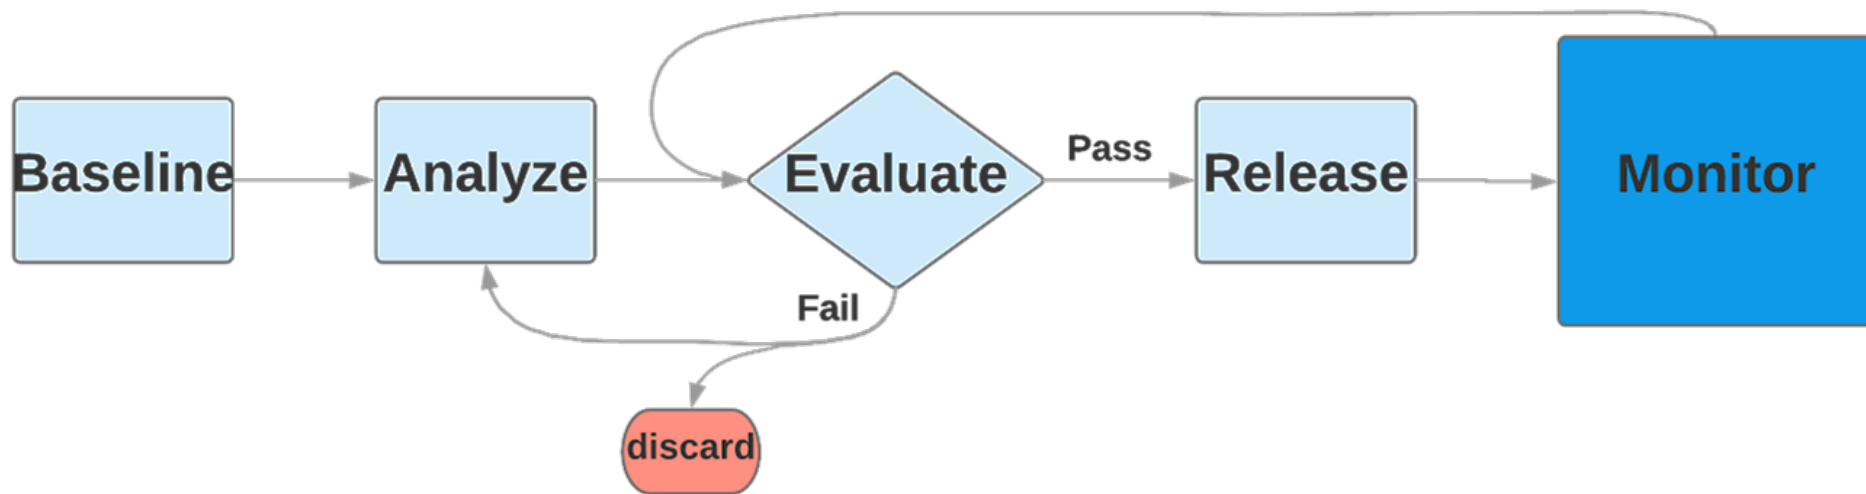 Baseline
Analyze
Evaluate
Pass
Release
Monitor
Fail
discard